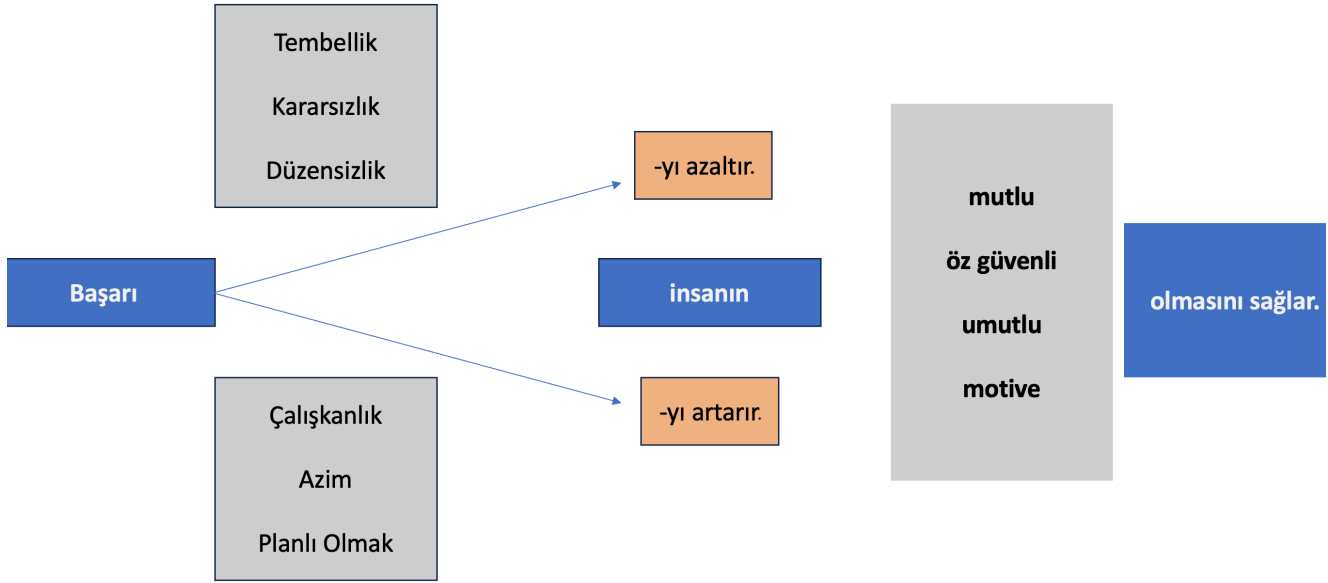 Tembellik
Kararsızlık
Düzensizlik
-yı azaltır.
Başarı
insanın
mutlu
öz güvenli
umutlu
motive
olmasını sağlar.
Çalışkanlık
Azim
Planlı Olmak
-yı artarır.